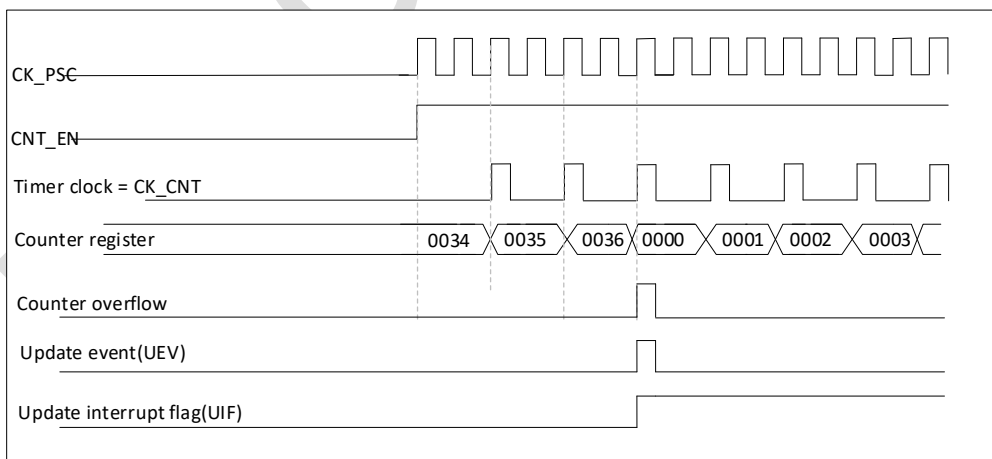 CK_PSC
CNT_EN
Timer clock = CK_CNT
Counter register
0034 0035 0036 0000 0001 0002 0003
Counter overflow
Update event(UEV)
Update interrupt flag(UIF)